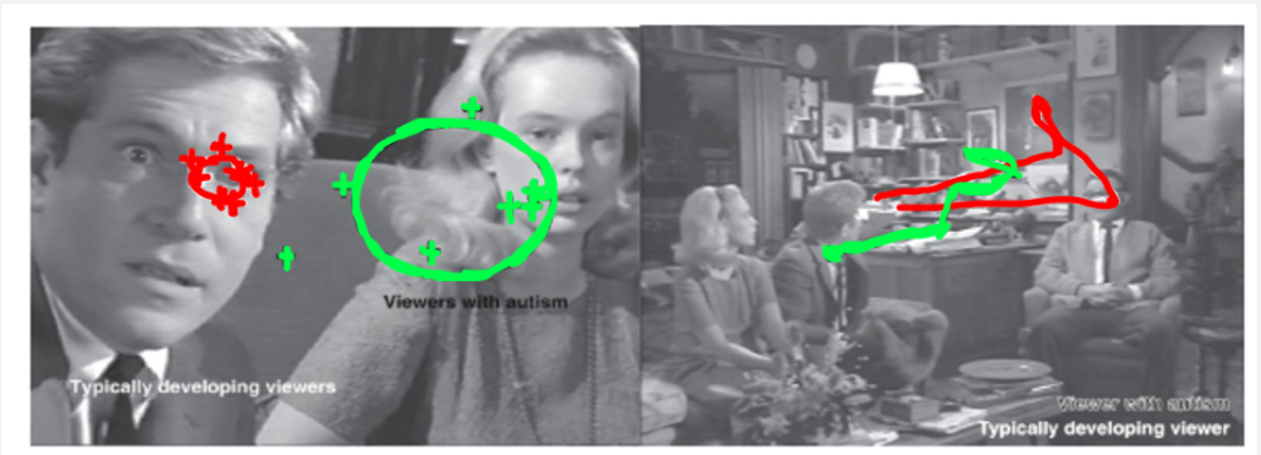 Viewers with autism
Typically developing viewers
Viewer with autism
Typically developing viewer